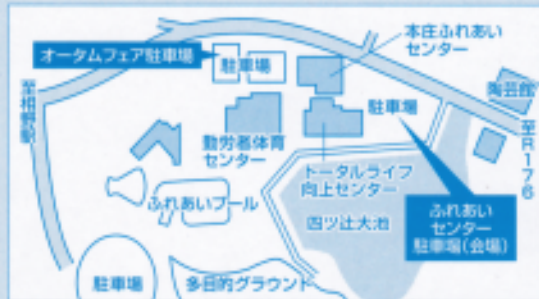 本庄ふれあい
センター
オータムフェア駐車場
駐車場
陶芸館
至相野駅
駐車場
至R176
勤労者体育
センター
トータルライフ
向上センター
ふれあいプール
四ツ辻大池
ふれあい
センター
駐車場(会場)
駐車場
多目的グラウンド